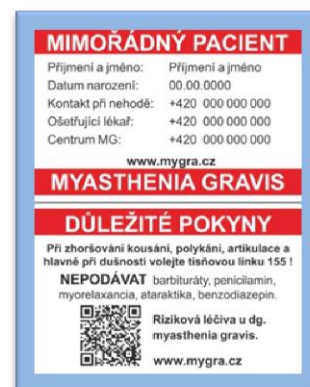 MIMOŘÁDNÝ PACIENT
Příjmení a jméno: Příjmení a jméno
Datum narození: 00.00.0000
Kontakt při nehodě: +420 000 000 000
Ošetřující lékař: +420 000 000 000
Centrum MG: +420 000 000 000
www.mygra.cz
MYASTHENIA GRAVIS
DŮLEŽITÉ POKYNY
Při zhoršování kousání, polykání, artikulace a
hlavně při dušnosti volejte tísňovou linku 155 !
NEPODÁVAT barbituráty, penicilamin,
myorelaxancia, ataraktika, benzodiazepin.
Riziková léčiva u dg.
myasthenia gravis.
www.mygra.cz